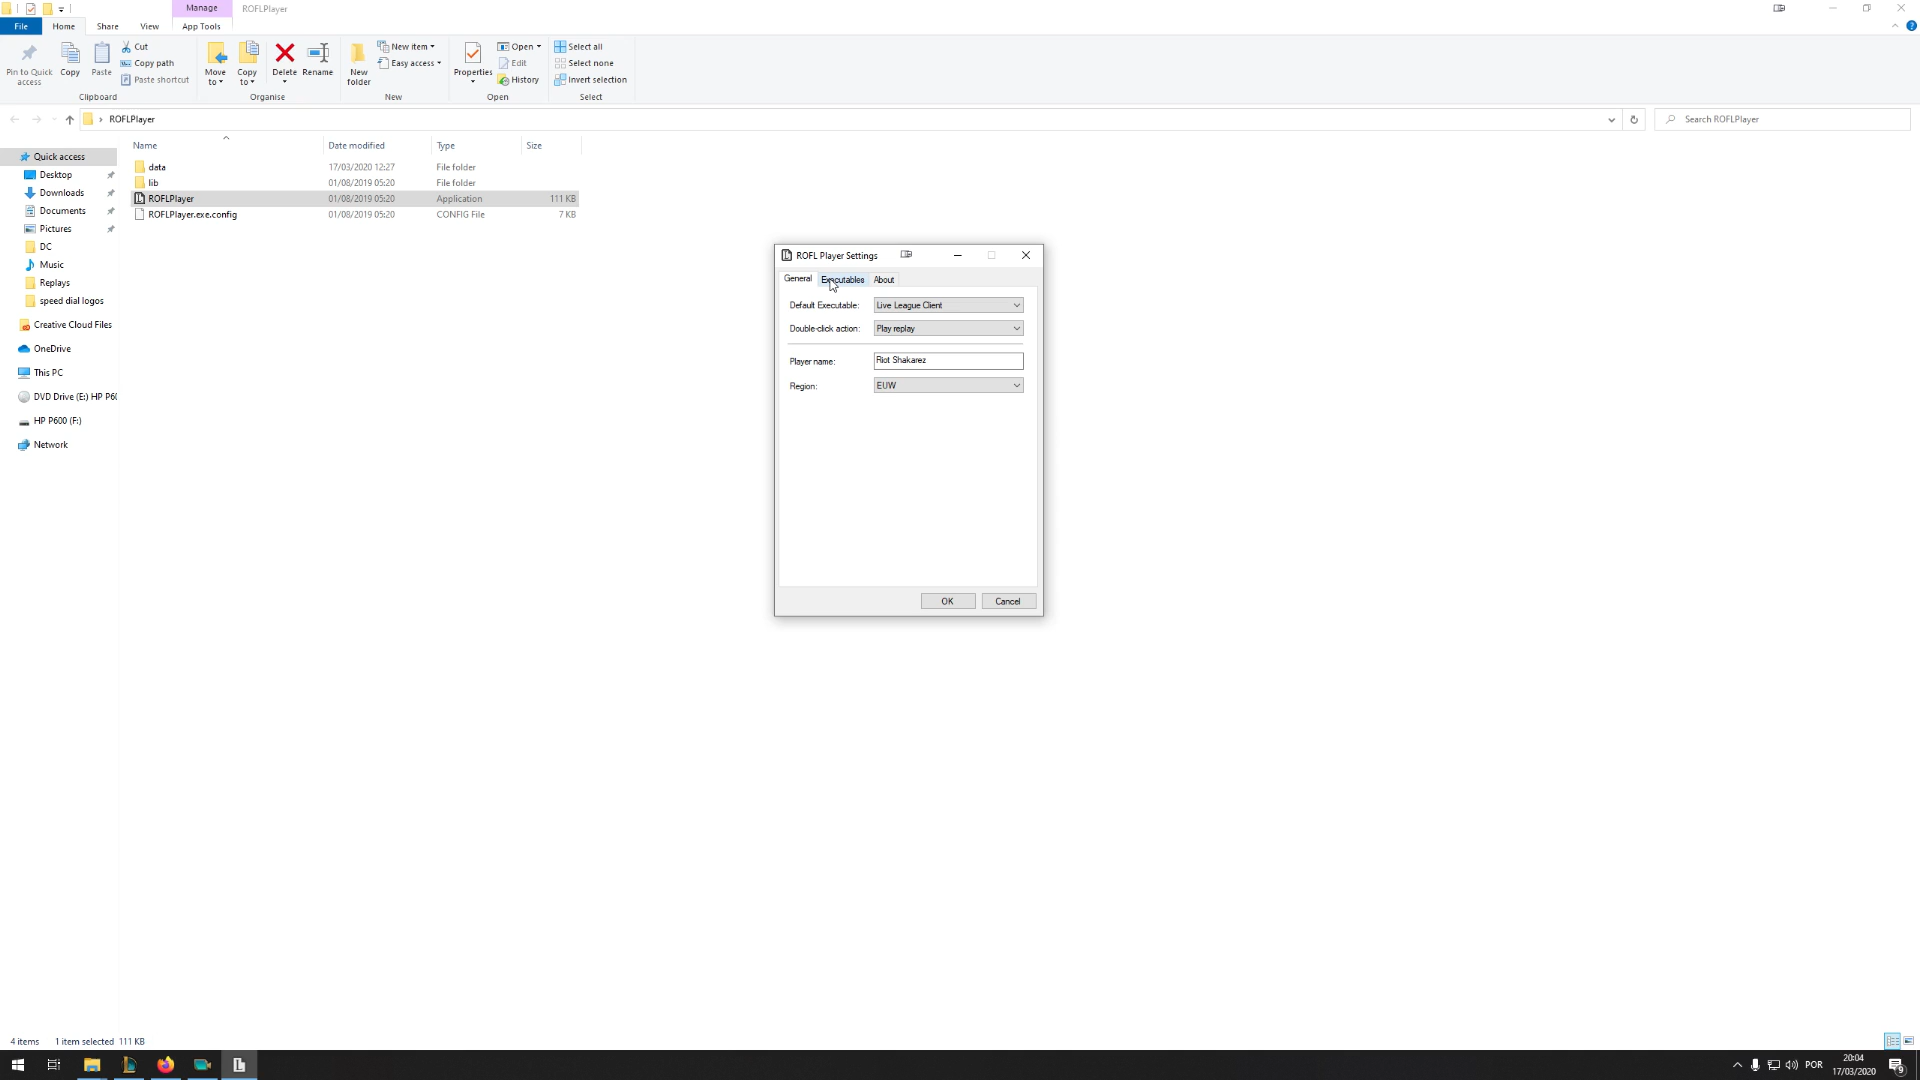 Manage
ROFLPlayer
File
Home
Share
View
App Tools
Pin to Quick access
Copy
Paste
Cut
Copy path
Paste shortcut
Move to
Copy to
Delete
Rename
New folder
New item
Easy access
Properties
Open
Edit
History
Select all
Select none
Invert selection
Clipboard
Organise
New
Open
Select
ROFLPlayer
Search ROFLPlayer
Name
Date modified
Type
Size
data 17/03/2020 12:27 File folder
lib 01/08/2019 05:20 File folder
ROFLPlayer 01/08/2019 05:20 Application 111 KB
ROFLPlayer.exe.config 01/08/2019 05:20 CONFIG File 7 KB
Quick access
Desktop
Downloads
Documents
Pictures
DC
Music
Replays
speed dial logos
Creative Cloud Files
OneDrive
This PC
DVD Drive (E:) HP P60
HP P600 (F:)
Network
ROFL Player Settings
General
Executables
About
Default Executable: Live League Client
Double-click action: Play replay
Player name: Riot Shakarez
Region: EUW
OK
Cancel
4 items
1 item selected 111 KB
POR
20:04
17/03/2020